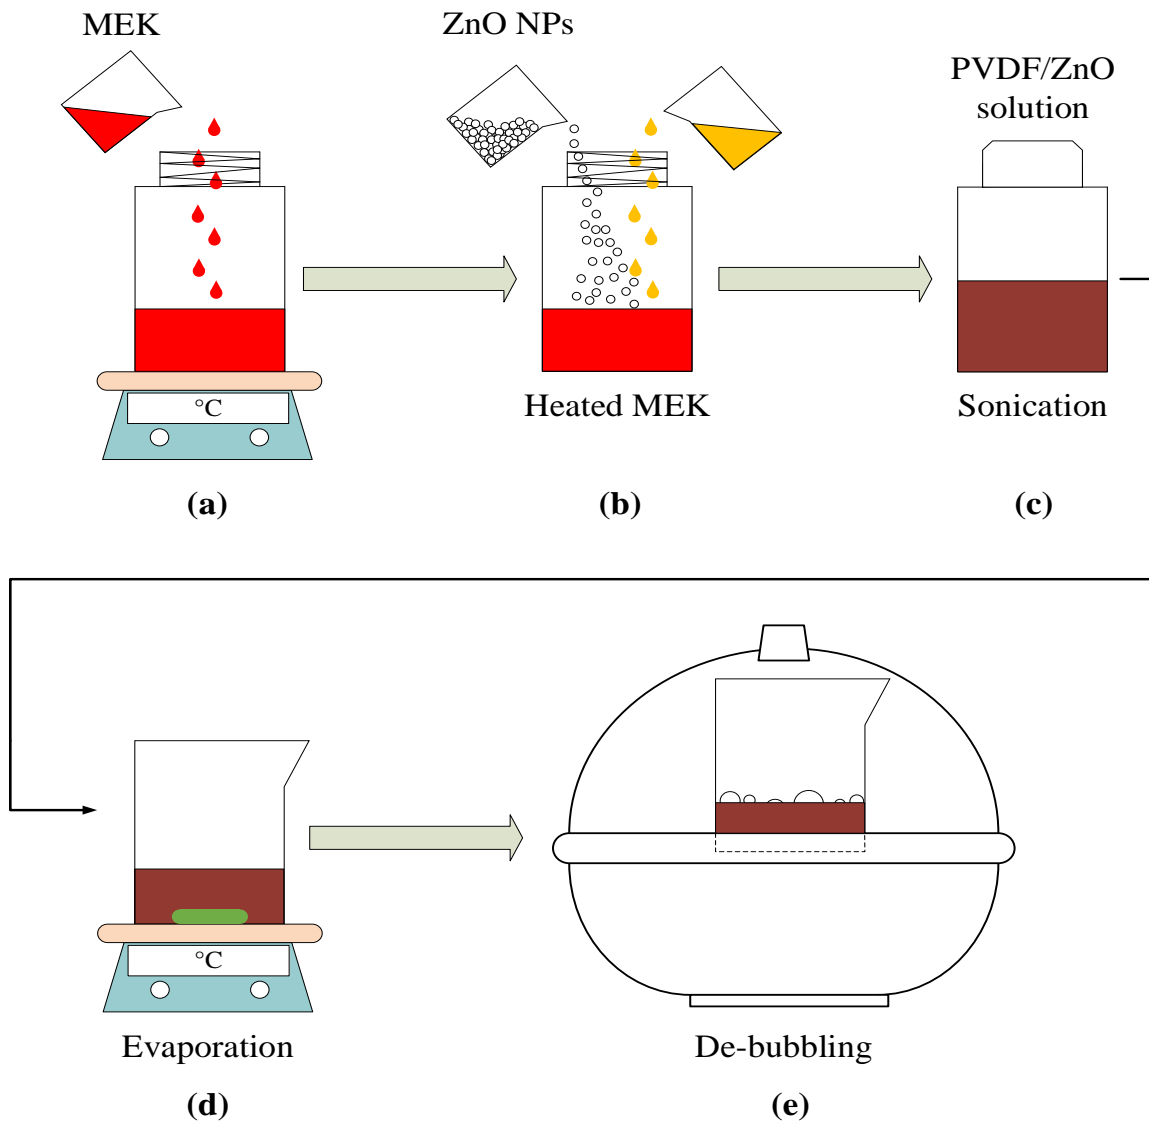 MEK
ZnO NPs
PVDF/ZnO
solution
°C
Heated MEK
Sonication
(a)
(b)
(c)
°C
Evaporation
De-bubbling
(d)
(e)